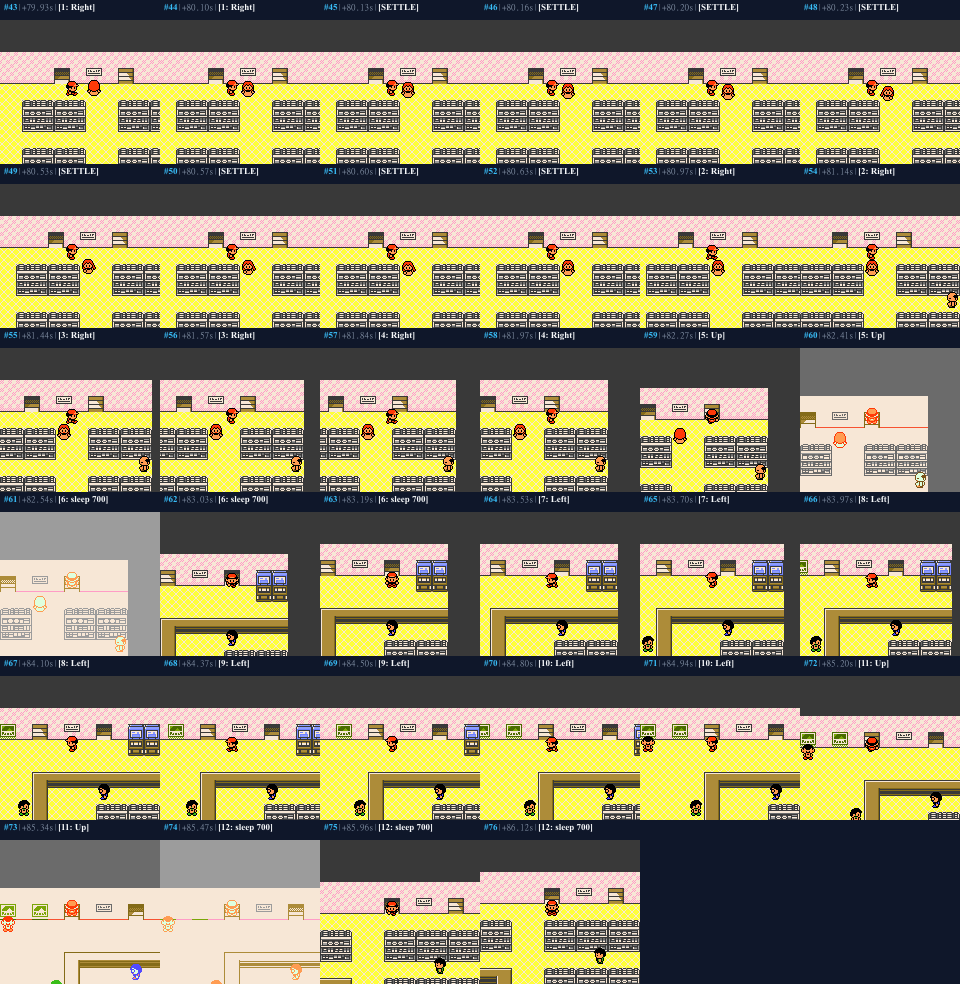 #43|+79.93s|[1: Right]
#44|+80.10s|[1: Right]
#45|+80.13s|[SETTLE]
#46|+80.16s|[SETTLE]
#47|+80.20s|[SETTLE]
#48|+80.23s|[SETTLE]
#49|+80.53s|[SETTLE]
#50|+80.57s|[SETTLE]
#51|+80.60s|[SETTLE]
#52|+80.63s|[SETTLE]
#53|+80.97s|[2: Right]
#54|+81.14s|[2: Right]
#55|+81.44s|[3: Right]
#56|+81.57s|[3: Right]
#57|+81.84s|[4: Right]
#58|+81.97s|[4: Right]
#59|+82.27s|[5: Up]
#60|+82.41s|[5: Up]
#61|+82.54s|[6: sleep 700]
#62|+83.03s|[6: sleep 700]
#63|+83.19s|[6: sleep 700]
#64|+83.53s|[7: Left]
#65|+83.70s|[7: Left]
#66|+83.97s|[8: Left]
#67|+84.10s|[8: Left]
#68|+84.37s|[9: Left]
#69|+84.50s|[9: Left]
#70|+84.80s|[10: Left]
#71|+84.94s|[10: Left]
#72|+85.20s|[11: Up]
#73|+85.34s|[11: Up]
#74|+85.47s|[12: sleep 700]
#75|+85.96s|[12: sleep 700]
#76|+86.12s|[12: sleep 700]